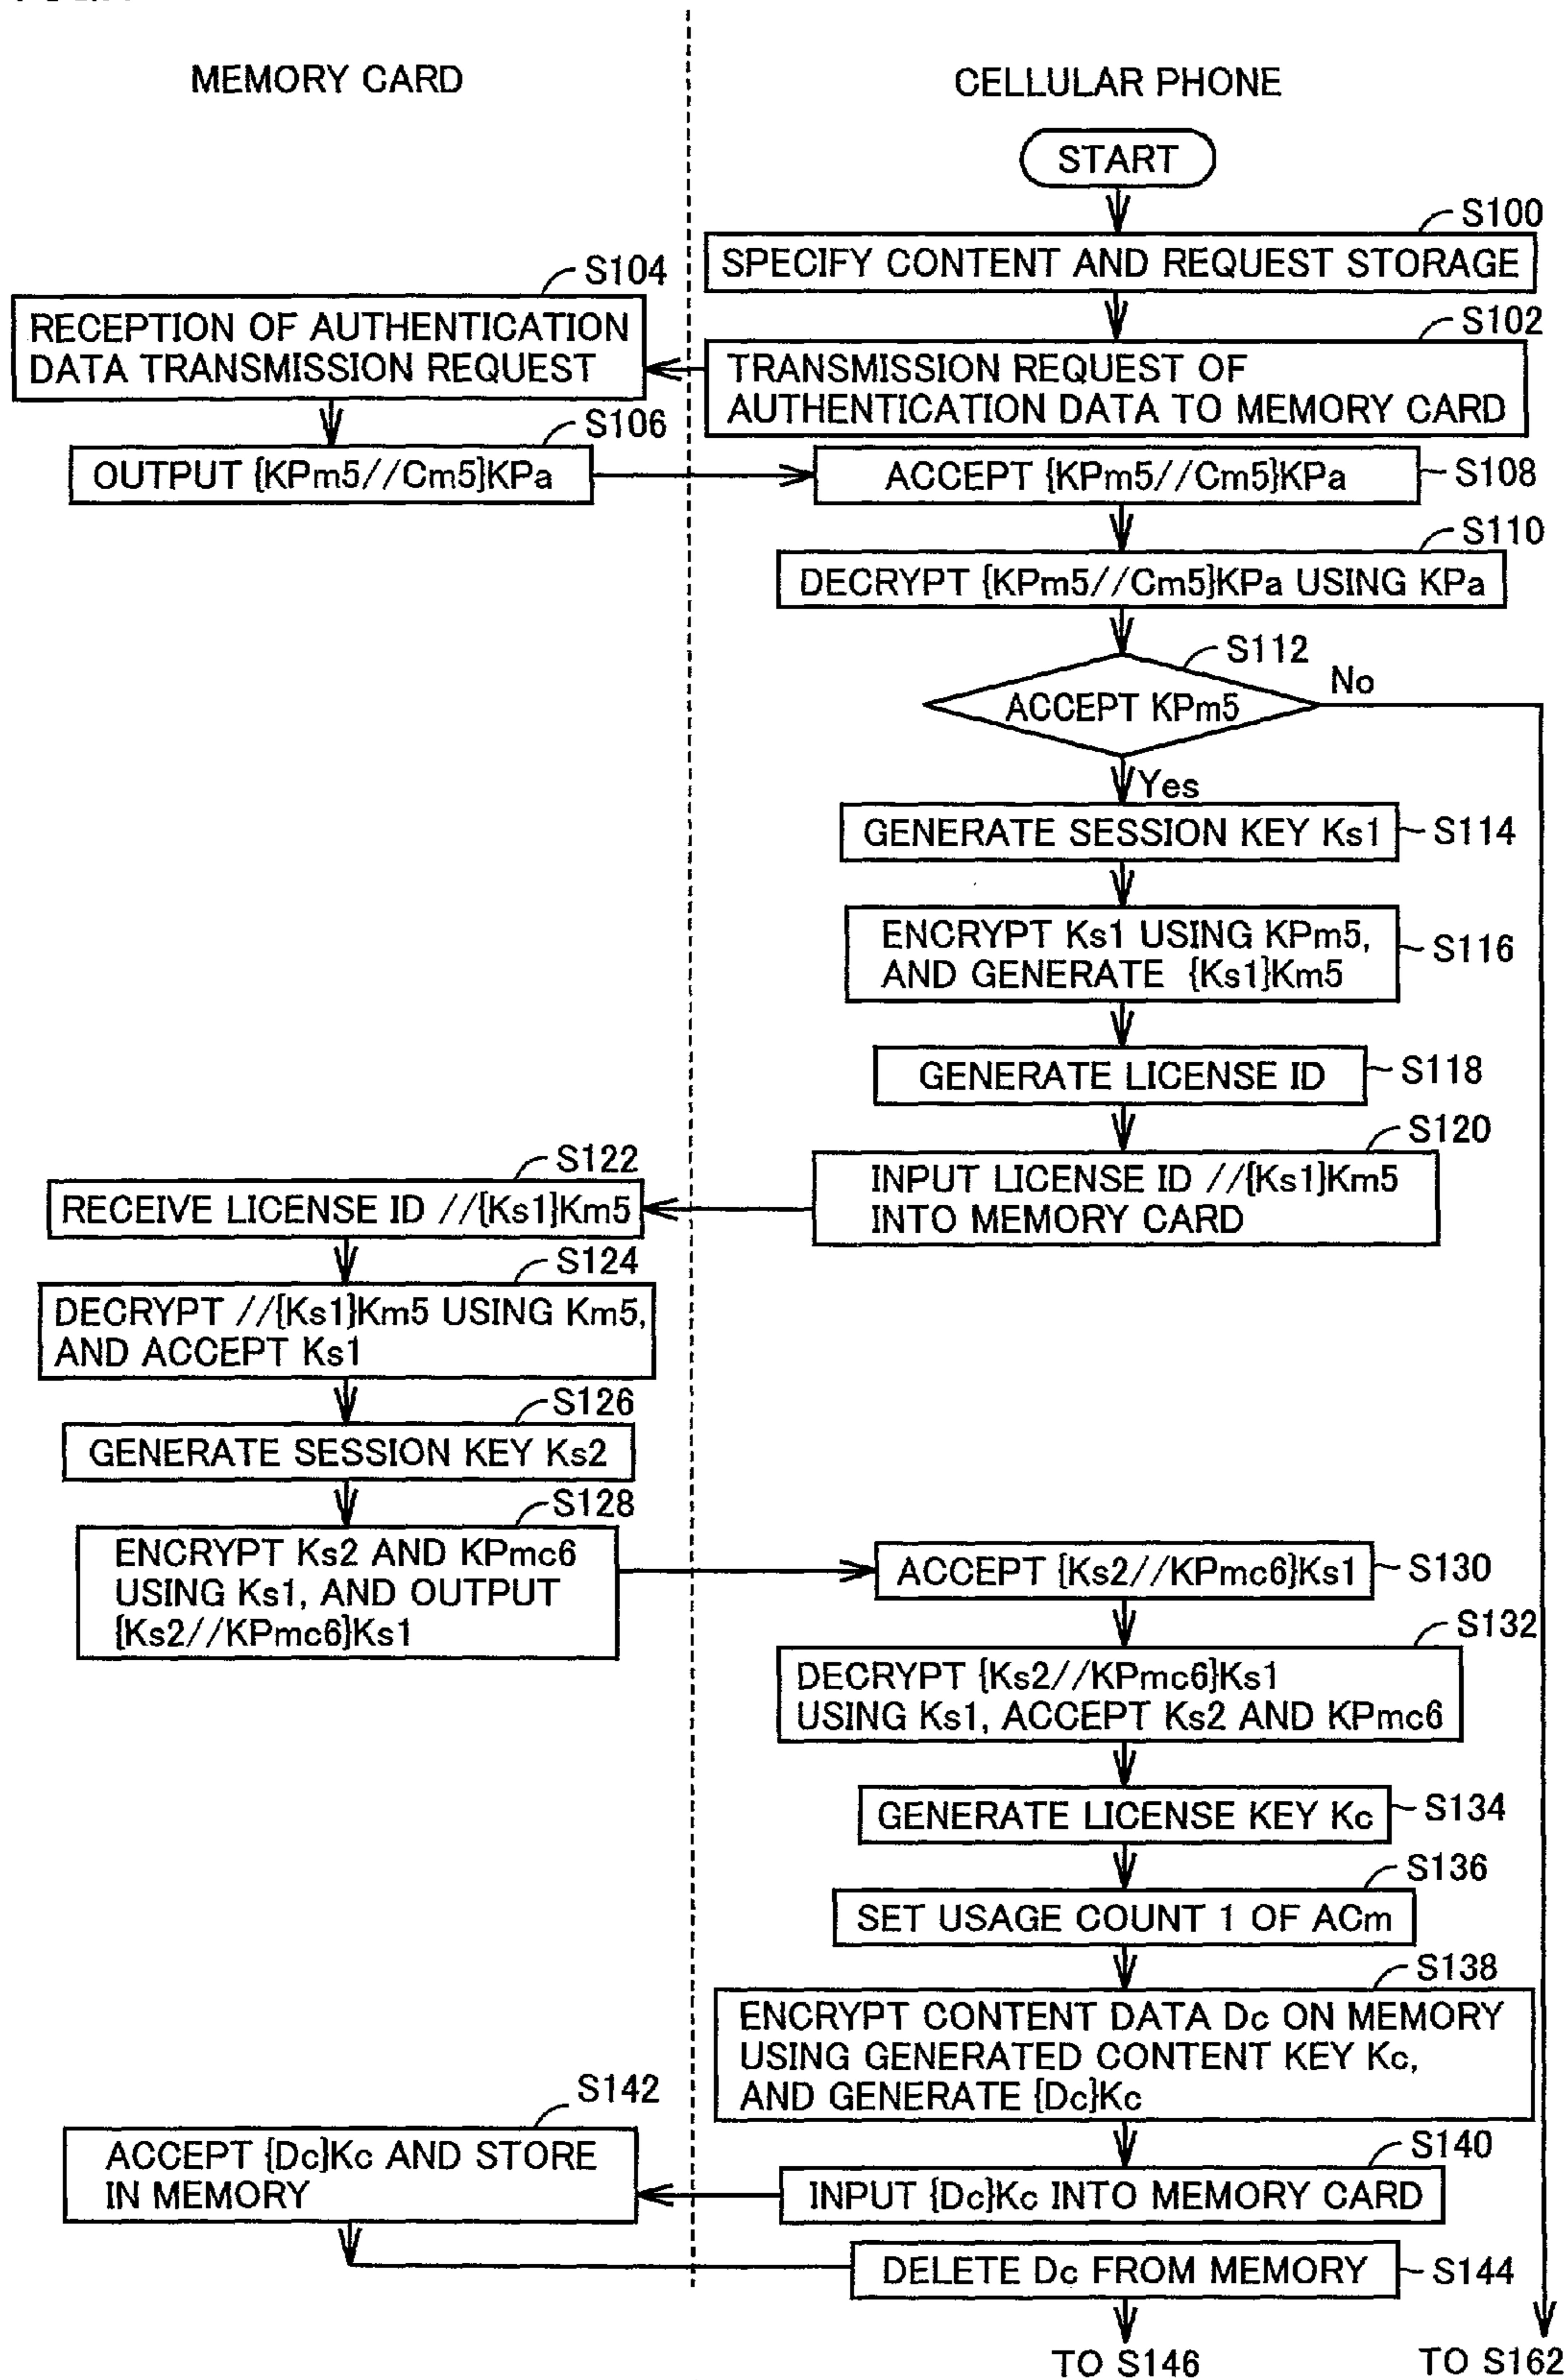 MEMORY CARD
CELLULAR PHONE
START
S100
SPECIFY CONTENT AND REQUEST STORAGE
S104
RECEPTION OF AUTHENTICATION
DATA TRANSMISSION REQUEST
S102
TRANSMISSION REQUEST OF
AUTHENTICATION DATA TO MEMORY CARD
S106
OUTPUT {KPm5//Cm5}KPa
ACCEPT {KPm5//Cm5}KPa
S108
S110
DECRYPT {KPm5//Cm5}KPa USING KPa
S112
ACCEPT KPm5
No
Yes
GENERATE SESSION KEY Ks1
S114
ENCRYPT Ks1 USING KPm5,
AND GENERATE {Ks1}Km5
S116
GENERATE LICENSE ID
S118
S120
INPUT LICENSE ID //{Ks1}Km5
INTO MEMORY CARD
S122
RECEIVE LICENSE ID //{Ks1}Km5
S124
DECRYPT //{Ks1}Km5 USING Km5,
AND ACCEPT Ks1
S126
GENERATE SESSION KEY Ks2
S128
ENCRYPT Ks2 AND KPmc6
USING Ks1, AND OUTPUT
{Ks2//KPmc6}Ks1
ACCEPT {Ks2//KPmc6}Ks1
S130
S132
DECRYPT {Ks2//KPmc6}Ks1
USING Ks1, ACCEPT Ks2 AND KPmc6
GENERATE LICENSE KEY Kc
S134
S136
SET USAGE COUNT 1 OF ACm
S138
ENCRYPT CONTENT DATA Dc ON MEMORY
USING GENERATED CONTENT KEY Kc,
AND GENERATE {Dc}Kc
S142
ACCEPT {Dc}Kc AND STORE
IN MEMORY
S140
INPUT {Dc}Kc INTO MEMORY CARD
DELETE Dc FROM MEMORY
S144
TO S146
TO S162